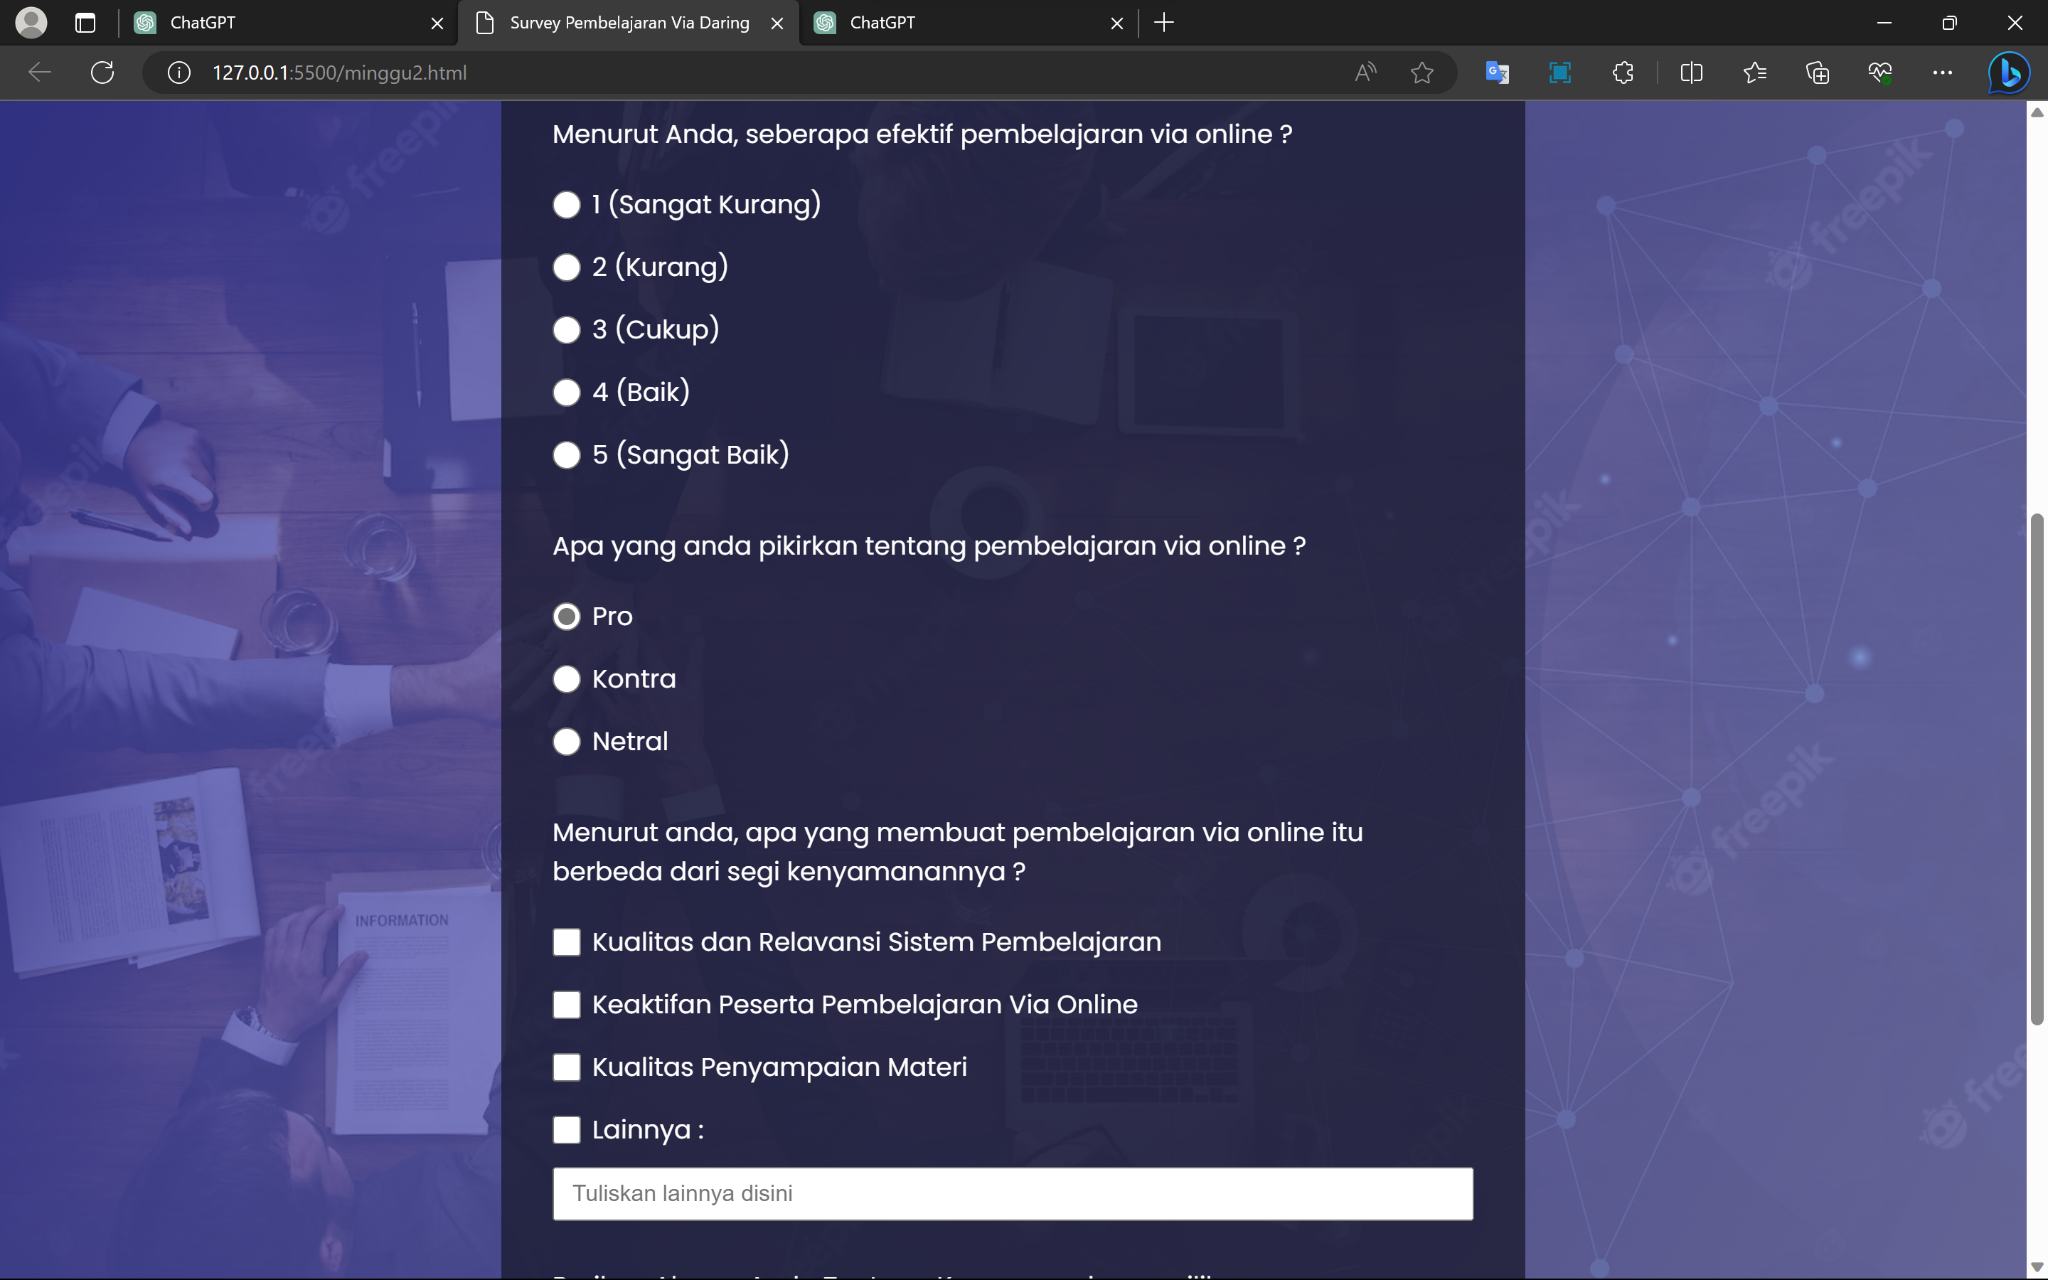 ChatGPT
Survey Pembelajaran Via Daring
ChatGPT
127.0.0.1:5500/minggu2.html
Menurut Anda, seberapa efektif pembelajaran via online ?
1 (Sangat Kurang)
2 (Kurang)
3 (Cukup)
4 (Baik)
5 (Sangat Baik)
Apa yang anda pikirkan tentang pembelajaran via online ?
Pro
Kontra
Netral
Menurut anda, apa yang membuat pembelajaran via online itu
berbeda dari segi kenyamanannya ?
Kualitas dan Relavansi Sistem Pembelajaran
Keaktifan Peserta Pembelajaran Via Online
Kualitas Penyampaian Materi
Lainnya :
Tuliskan lainnya disini
INFORMATION
freepik
freepik
freepik